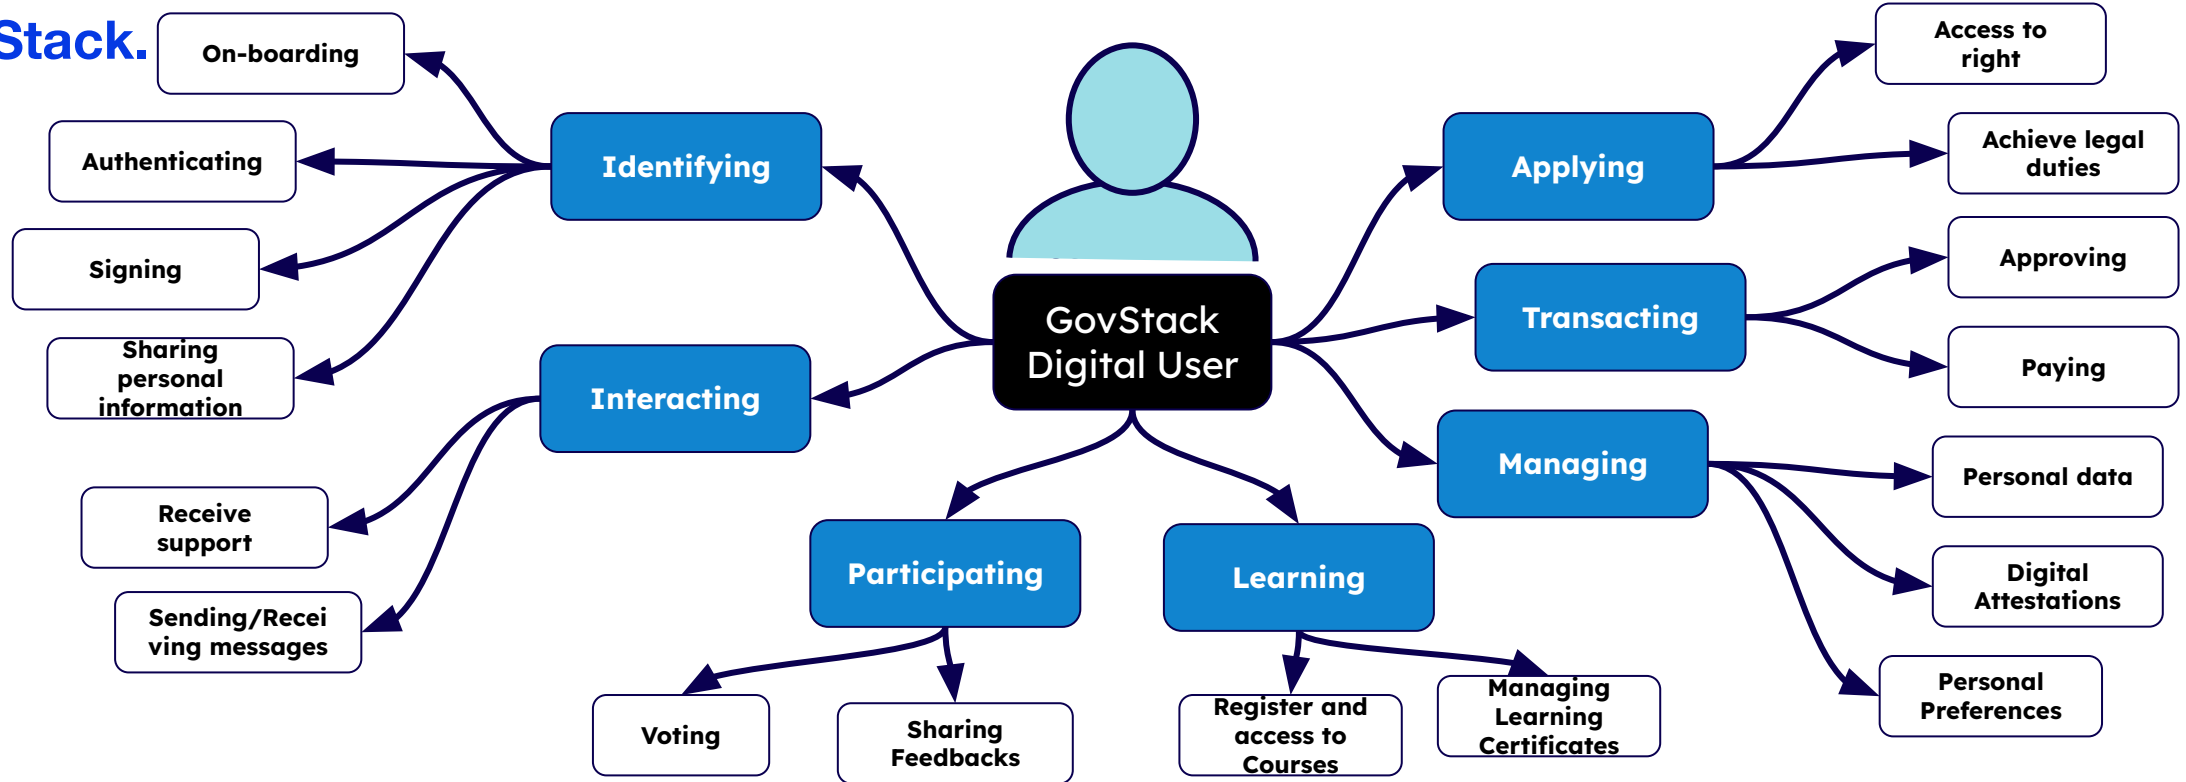 Stack.
On-boarding
Authenticating
Signing
Sharing
personal
information
Identifying
Interacting
Receive
support
Sending/Recei
ving messages
GovStack
Digital User
Participating
Learning
Voting
Sharing
Feedbacks
Register and
access to
Courses
Managing
Learning
Certificates
Applying
Transacting
Managing
Access to
right
Achieve legal
duties
Approving
Paying
Personal data
Digital
Attestations
Personal
Preferences